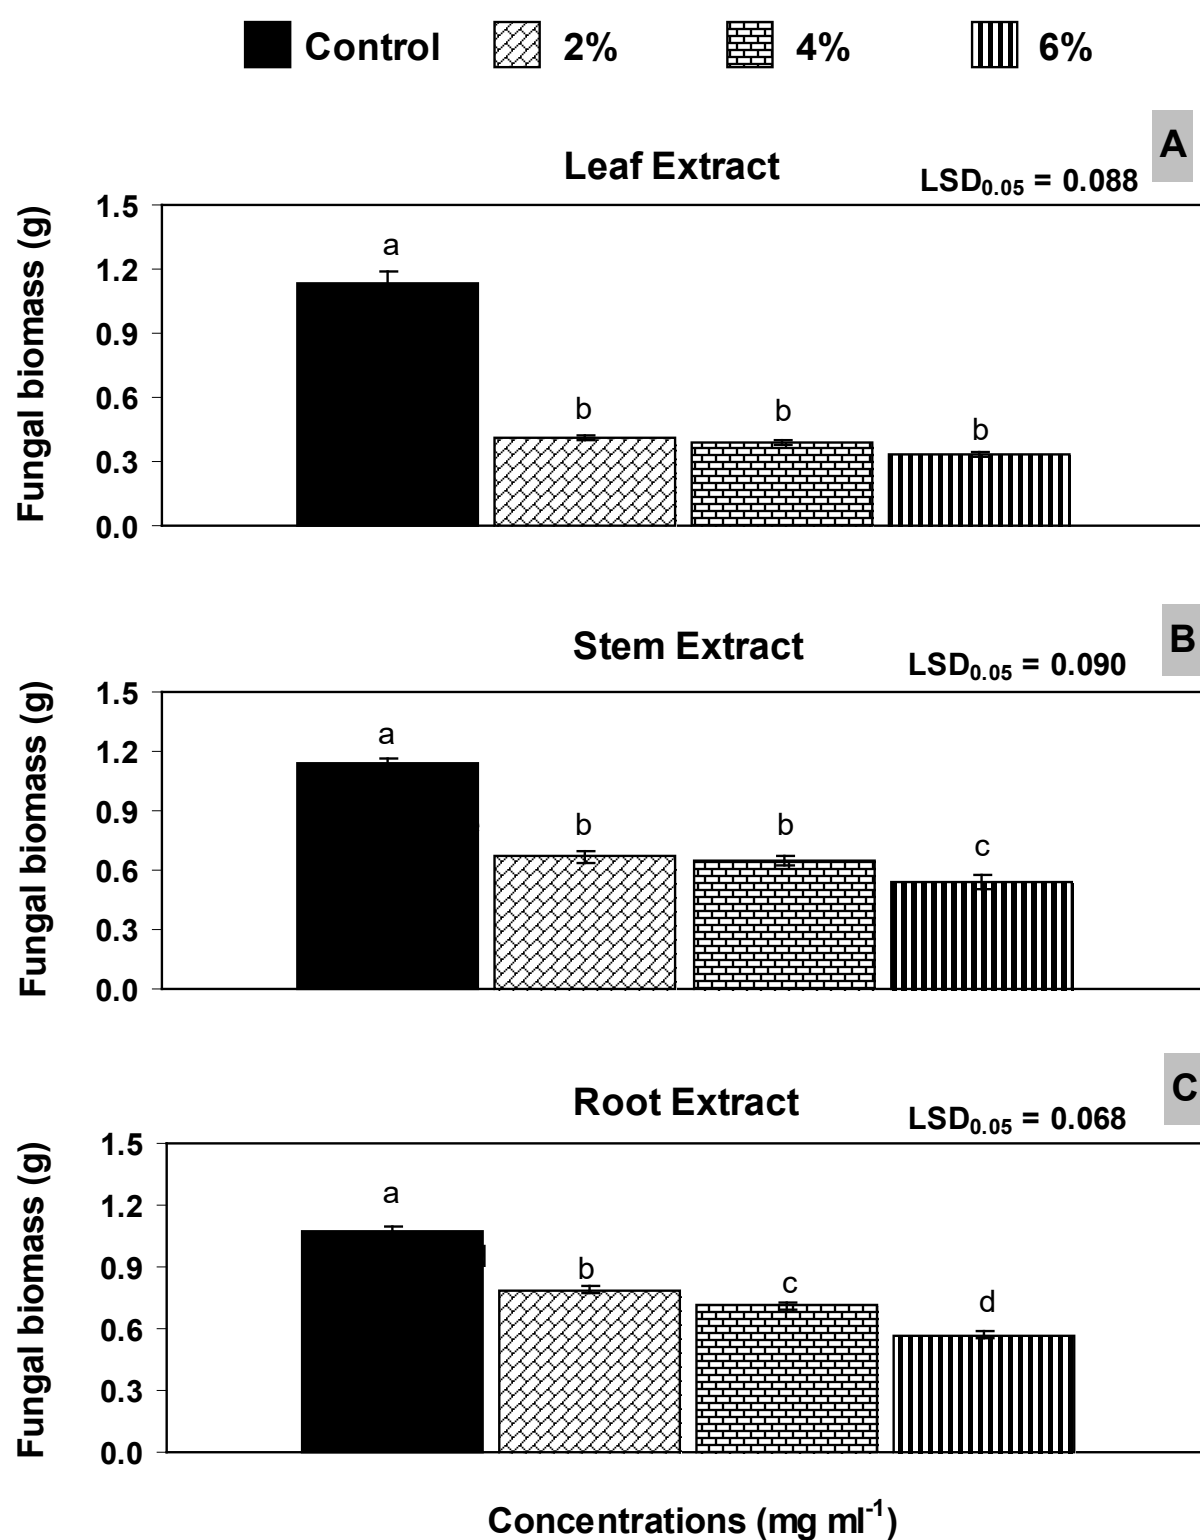 Control 2% 4% 6%
A
Leaf Extract
LSD0.05 = 0.088
Fungal biomass (g)
1.5
1.2
0.9
0.6
0.3
0.0
a
b
b
b
B
Stem Extract
LSD0.05 = 0.090
Fungal biomass (g)
1.5
1.2
0.9
0.6
0.3
0.0
a
b
b
c
C
Root Extract
LSD0.05 = 0.068
Fungal biomass (g)
1.5
1.2
0.9
0.6
0.3
0.0
a
b
c
d
Concentrations (mg ml-1)